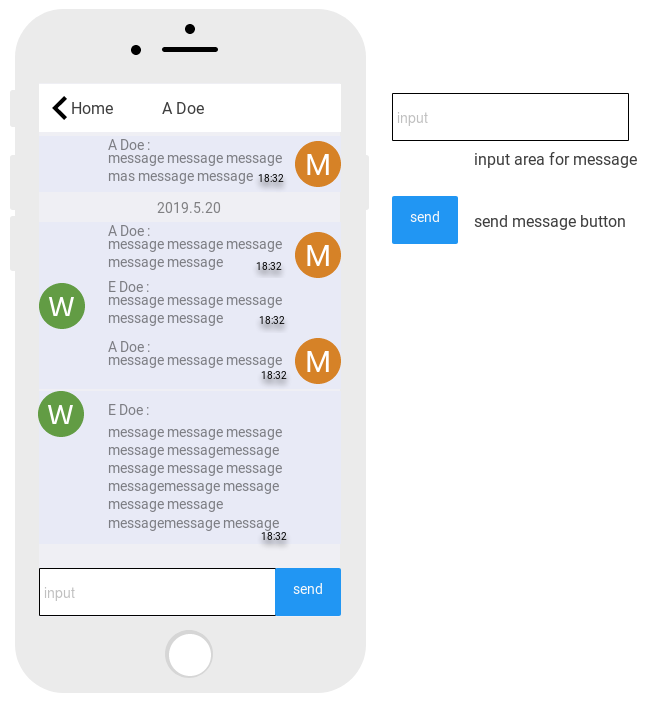 Home
A Doe
A Doe :
message message message
mas message message
18:32
M
2019.5.20
A Doe :
message message message
message message
18:32
M
W
E Doe :
message message message
message message
18:32
A Doe :
message message message
18:32
M
W
E Doe :
message message message
message messagemessage
message message message
messagemessage message
message message
messagemessage message
18:32
input
send
input
input area for message
send
send message button